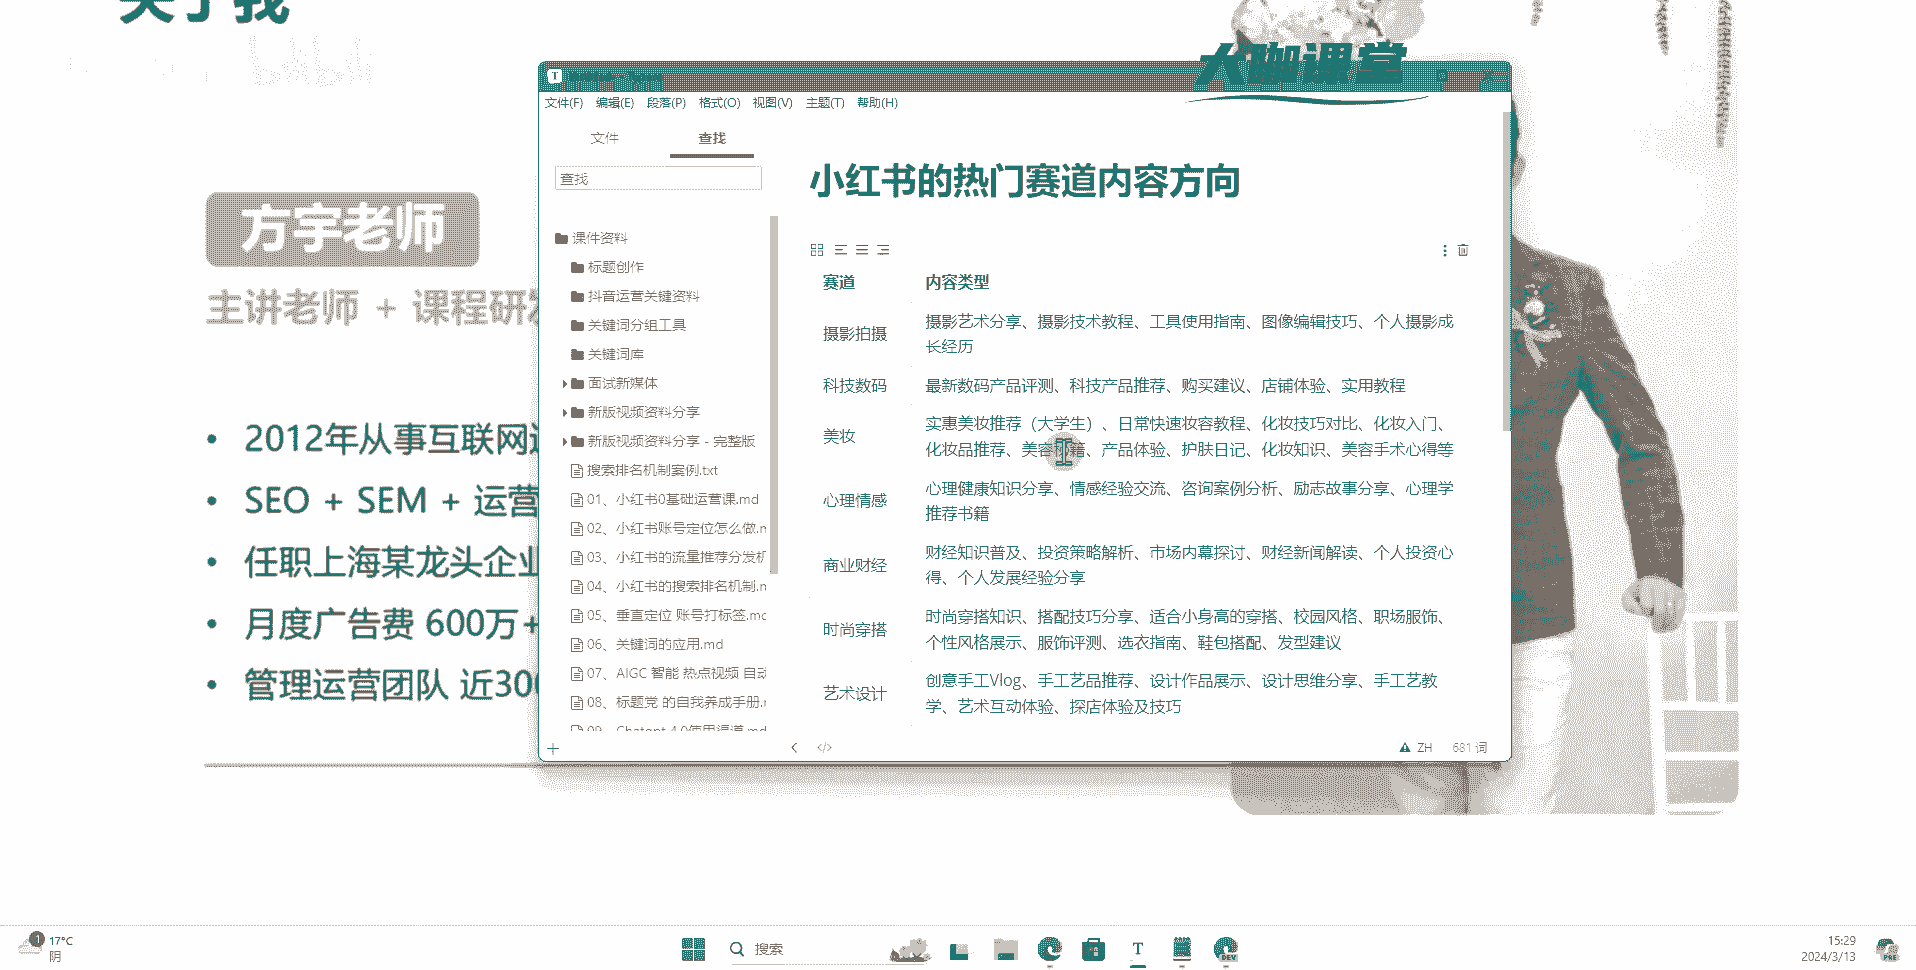 关于我
bilibili
大咖课堂
方宇老师
主讲老师 + 课程研发
2012年从事互联网
SEO + SEM + 运营
任职上海某龙头企业
月度广告费 600万+
管理运营团队 近300
文件(F) 编辑(E) 段落(P) 格式(O) 视图(V) 主题(T) 帮助(H)
文件 查找
查找
课件资料
标题创作
抖音运营关键资料
关键词分组工具
关键词库
面试新媒体
新版视频资料分享
新版视频资料分享 - 完整版
搜索排名机制案例.txt
01、小红书0基础运营课.md
02、小红书账号定位怎么做.m
03、小红书的流量推荐分发机
04、小红书的搜索排名机制.m
05、垂直定位 账号打标签.mc
06、关键词的应用.md
07、AIGC 智能 热点视频 自动
08、标题党 的自我养成手册.r
09、Chatgpt 4.0使用渠道.md
小红书的热门赛道内容方向
赛道 内容类型
摄影拍摄 摄影艺术分享、摄影技术教程、工具使用指南、图像编辑技巧、个人摄影成
长经历
科技数码 最新数码产品评测、科技产品推荐、购买建议、店铺体验、实用教程
美妆 实惠美妆推荐（大学生）、日常快速妆容教程、化妆技巧对比、化妆入门、
化妆品推荐、美容书籍、产品体验、护肤日记、化妆知识、美容手术心得等
心理情感 心理健康知识分享、情感经验交流、咨询案例分析、励志故事分享、心理学
推荐书籍
商业财经 财经知识普及、投资策略解析、市场内幕探讨、财经新闻解读、个人投资心
得、个人发展经验分享
时尚穿搭 时尚穿搭知识、搭配技巧分享、适合小身高的穿搭、校园风格、职场服饰、
个性风格展示、服饰评测、选衣指南、鞋包搭配、发型建议
艺术设计 创意手工Vlog、手工艺品推荐、设计作品展示、设计思维分享、手工艺教
学、艺术互动体验、探店体验及技巧
ZH 681 词
1 17°C
阴
搜索
T
DEV
15:29
2024/3/13
PRE